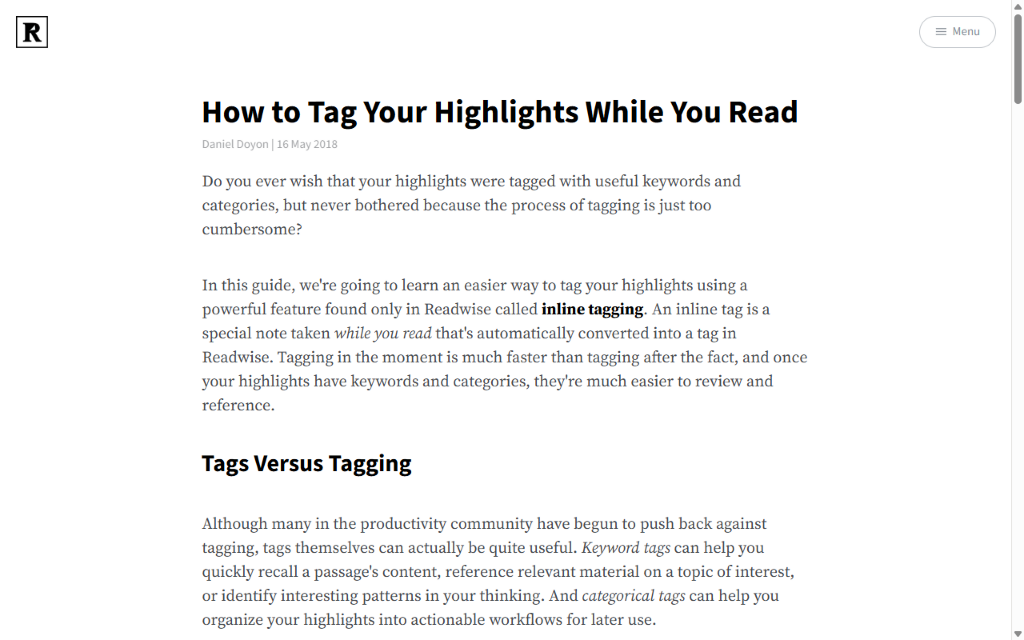 R
Menu
How to Tag Your Highlights While You Read
Daniel Doyon | 16 May 2018
Do you ever wish that your highlights were tagged with useful keywords and
categories, but never bothered because the process of tagging is just too
cumbersome?
In this guide, we're going to learn an easier way to tag your highlights using a
powerful feature found only in Readwise called inline tagging. An inline tag is a
special note taken while you read that's automatically converted into a tag in
Readwise. Tagging in the moment is much faster than tagging after the fact, and once
your highlights have keywords and categories, they're much easier to review and
reference.
Tags Versus Tagging
Although many in the productivity community have begun to push back against
tagging, tags themselves can actually be quite useful. Keyword tags can help you
quickly recall a passage's content, reference relevant material on a topic of interest,
or identify interesting patterns in your thinking. And categorical tags can help you
organize your highlights into actionable workflows for later use.